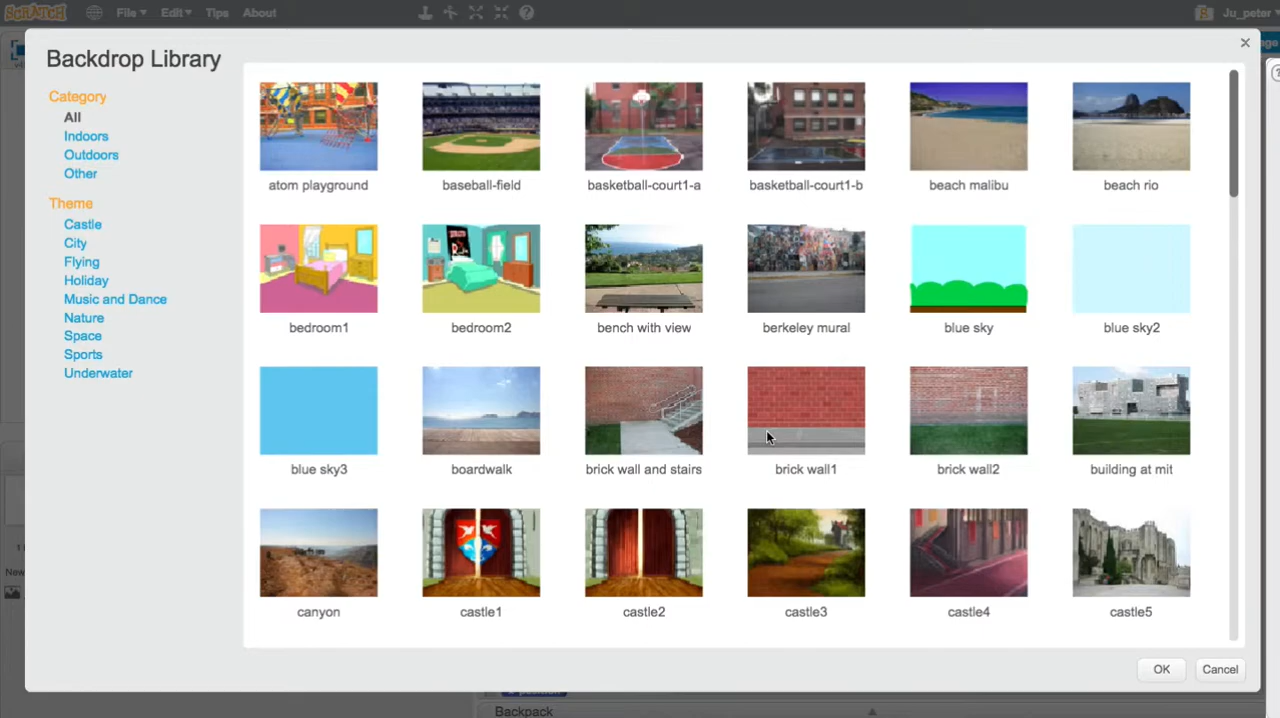 SCRATCH File Edit Tips About Ju_peter
Backdrop Library
Category
All
Indoors
Outdoors
Other
Theme
Castle
City
Flying
Holiday
Music and Dance
Nature
Space
Sports
Underwater
atom playground baseball-field basketball-court1-a basketball-court1-b beach malibu beach rio
bedroom1 bedroom2 bench with view berkeley mural blue sky blue sky2
blue sky3 boardwalk brick wall and stairs brick wall1 brick wall2 building at mit
canyon castle1 castle2 castle3 castle4 castle5
New
OK Cancel
Backpack